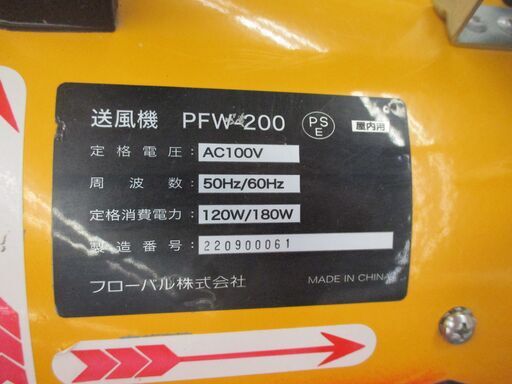 送風機 PFW-200 PSE 屋内用
定格電圧: AC100V
周波数: 50Hz/60Hz
定格消費電力: 120W/180W
製造番号: 220900061
フローバル株式会社 MADE IN CHINA